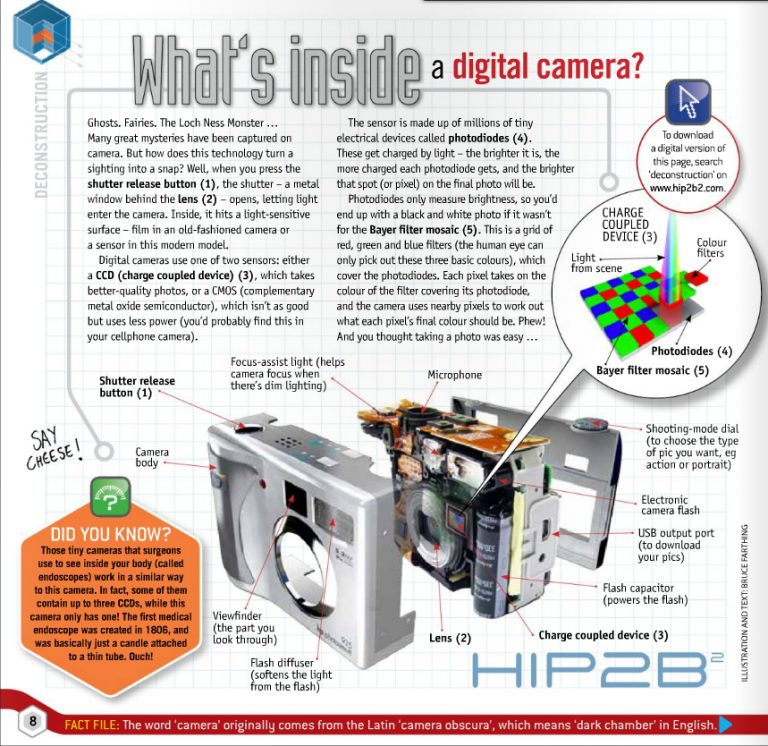 DECONSTRUCTION
What's inside a digital camera?
Ghosts. Fairies. The Loch Ness Monster ...
Many great mysteries have been captured on
camera. But how does this technology turn a
sighting into a snap? Well, when you press the
shutter release button (1), the shutter – a metal
window behind the lens (2) – opens, letting light
enter the camera. Inside, it hits a light-sensitive
surface – film in an old-fashioned camera or
a sensor in this modern model.
Digital cameras use one of two sensors: either
a CCD (charge coupled device) (3), which takes
better-quality photos, or a CMOS (complementary
metal oxide semiconductor), which isn't as good
but uses less power (you'd probably find this in
your cellphone camera).
The sensor is made up of millions of tiny
electrical devices called photodiodes (4).
These get charged by light – the brighter it is, the
more charged each photodiode gets, and the brighter
that spot (or pixel) on the final photo will be.
Photodiodes only measure brightness, so you'd
end up with a black and white photo if it wasn't
for the Bayer filter mosaic (5). This is a grid of
red, green and blue filters (the human eye can
only pick out these three basic colours), which
cover the photodiodes. Each pixel takes on the
colour of the filter covering its photodiode,
and the camera uses nearby pixels to work out
what each pixel's final colour should be. Phew!
And you thought taking a photo was easy ...
To download
a digital version of
this page, search
'deconstruction' on
www.hip2b2.com.
CHARGE
COUPLED
DEVICE (3)
Light
from scene
Colour
filters
Photodiodes (4)
Bayer filter mosaic (5)
Shutter release
button (1)
Focus-assist light (helps
camera focus when
there's dim lighting)
Microphone
Shooting-mode dial
(to choose the type
of pic you want, eg
action or portrait)
SAY
CHEESE!
Camera
body
Electronic
camera flash
USB output port
(to download
your pics)
Flash capacitor
(powers the flash)
?
DID YOU KNOW?
Those tiny cameras that surgeons
use to see inside your body (called
endoscopes) work in a similar way
to this camera. In fact, some of them
contain up to three CCDs, while this
camera only has one! The first medical
endoscope was created in 1806, and
was basically just a candle attached
to a thin tube. Ouch!
Viewfinder
(the part you
look through)
Flash diffuser
(softens the light
from the flash)
Lens (2)
Charge coupled device (3)
HIP2B²
ILLUSTRATION AND TEXT: BRUCE FARTHING
8
FACT FILE: The word 'camera' originally comes from the Latin 'camera obscura', which means 'dark chamber' in English.